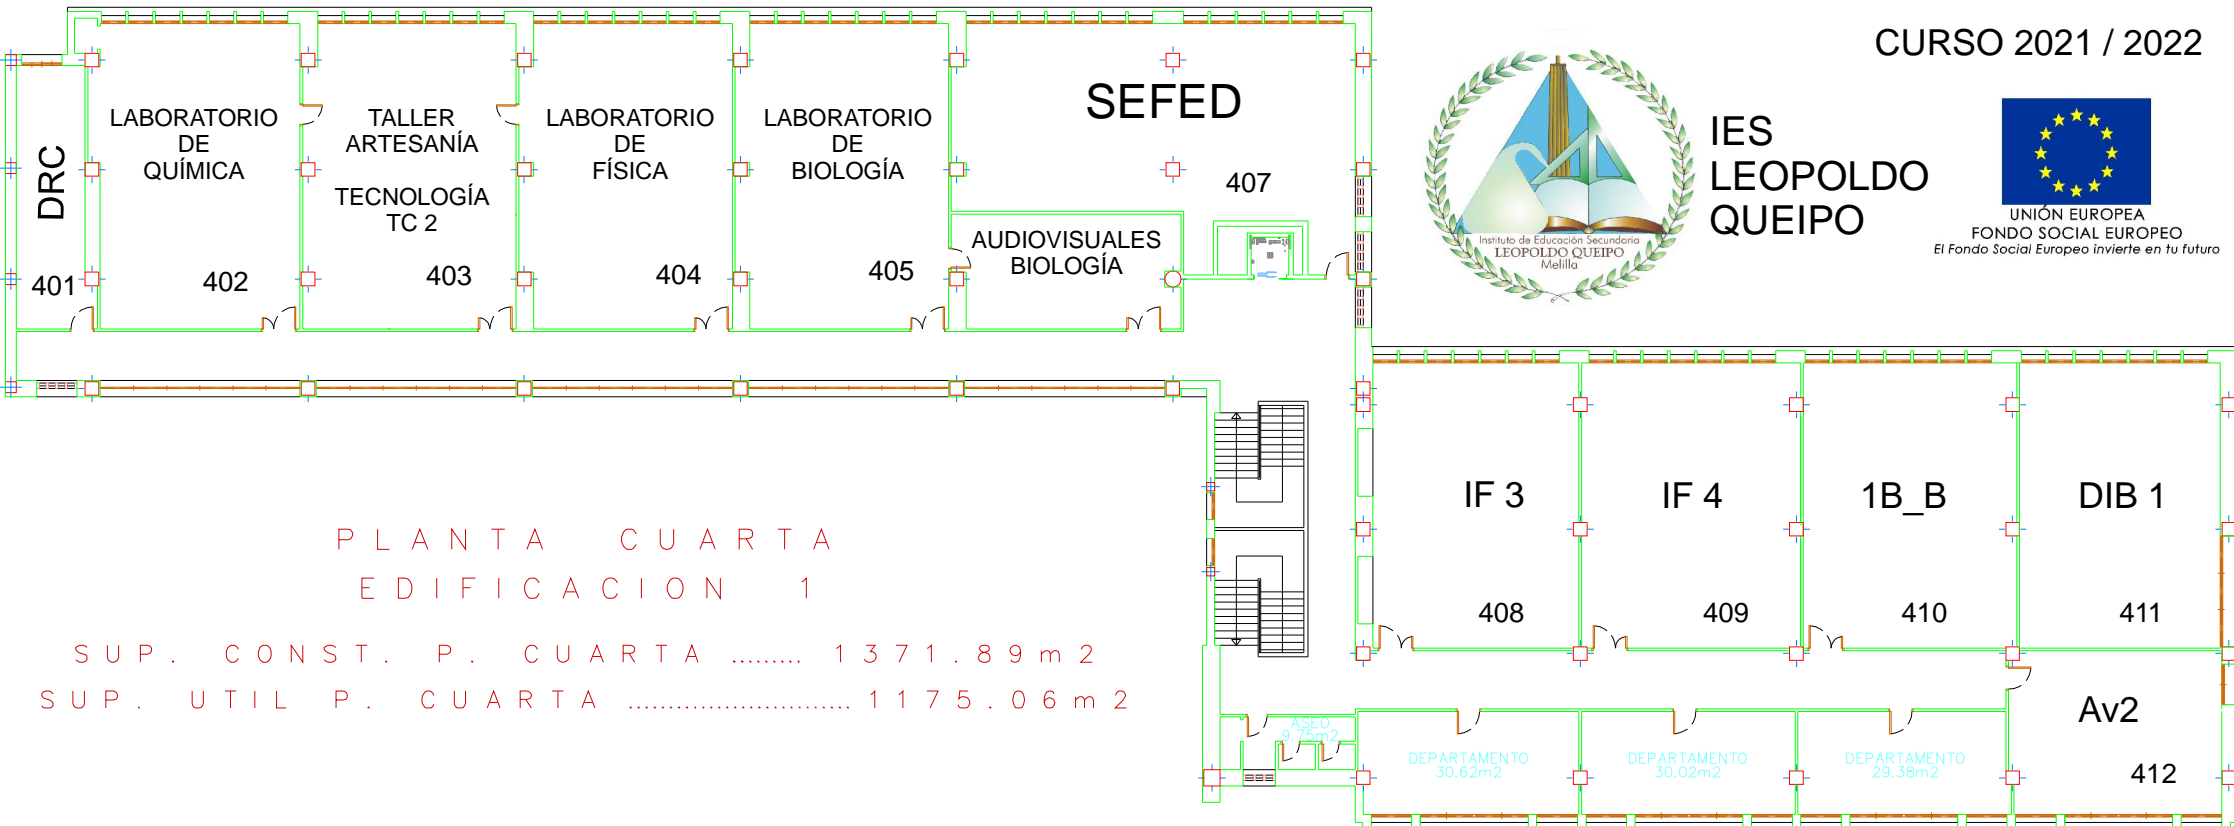 CURSO 2021 / 2022
IES
LEOPOLDO
QUEIPO
Instituto de Educación Secundaria
LEOPOLDO QUEIPO
Melilla
UNIÓN EUROPEA
FONDO SOCIAL EUROPEO
El Fondo Social Europeo invierte en tu futuro
DRC
401
LABORATORIO
DE
QUÍMICA
402
TALLER
ARTESANÍA
TECNOLOGÍA
TC 2
403
LABORATORIO
DE
FÍSICA
404
LABORATORIO
DE
BIOLOGÍA
405
SEFED
407
AUDIOVISUALES
BIOLOGÍA
IF 3
408
IF 4
409
1B_B
410
DIB 1
411
Av2
412
PLANTA CUARTA
EDIFICACION 1
SUP. CONST. P. CUARTA ......... 1371.89m2
SUP. UTIL P. CUARTA ............................. 1175.06m2
ASEO
9.75m2
DEPARTAMENTO
30.62m2
DEPARTAMENTO
30.02m2
DEPARTAMENTO
29.38m2